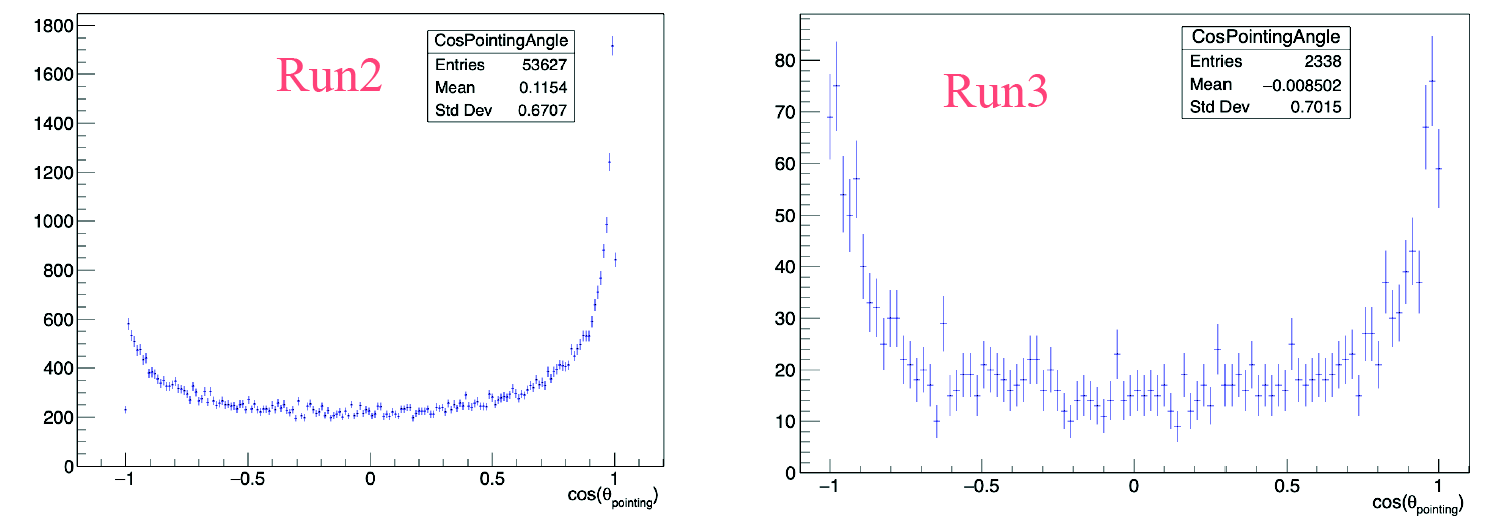 1800
1600
1400
1200
1000
800
600
400
200
0
−1
−0.5
0
0.5
1
cos(θpointing)
Run2
CosPointingAngle
Entries 53627
Mean 0.1154
Std Dev 0.6707
80
70
60
50
40
30
20
10
0
−1
−0.5
0
0.5
1
cos(θpointing)
Run3
CosPointingAngle
Entries 2338
Mean −0.008502
Std Dev 0.7015